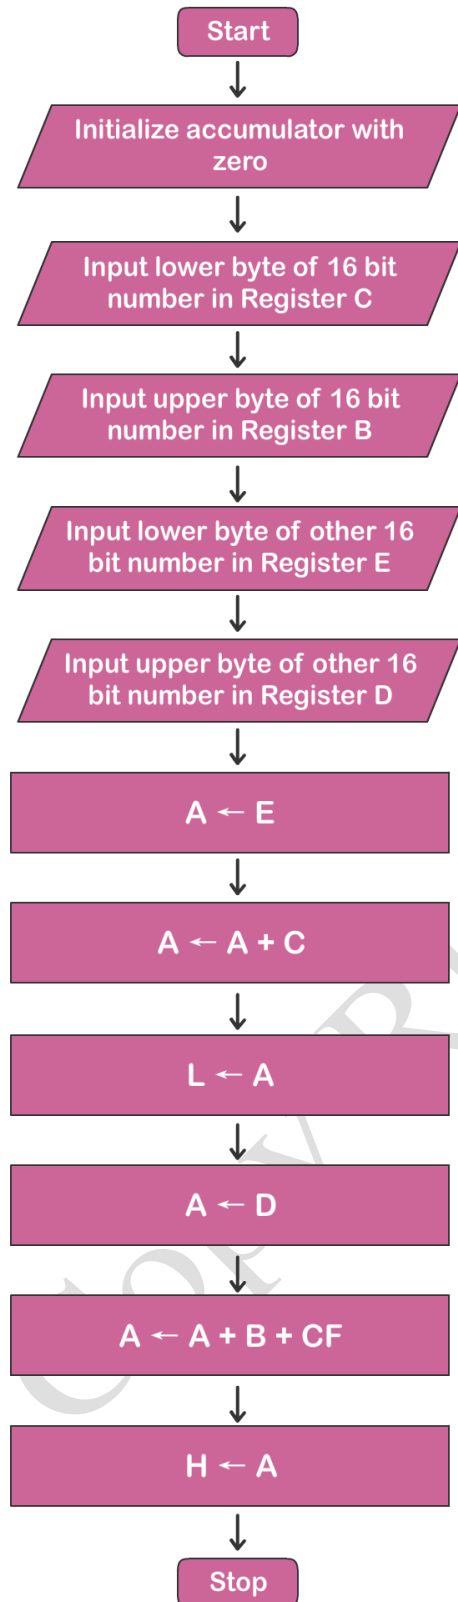 Start
Initialize accumulator with
zero
Input lower byte of 16 bit
number in Register C
Input upper byte of 16 bit
number in Register B
Input lower byte of other 16
bit number in Register E
Input upper byte of other 16
bit number in Register D
A ← E
A ← A + C
L ← A
A ← D
A ← A + B + CF
H ← A
Stop